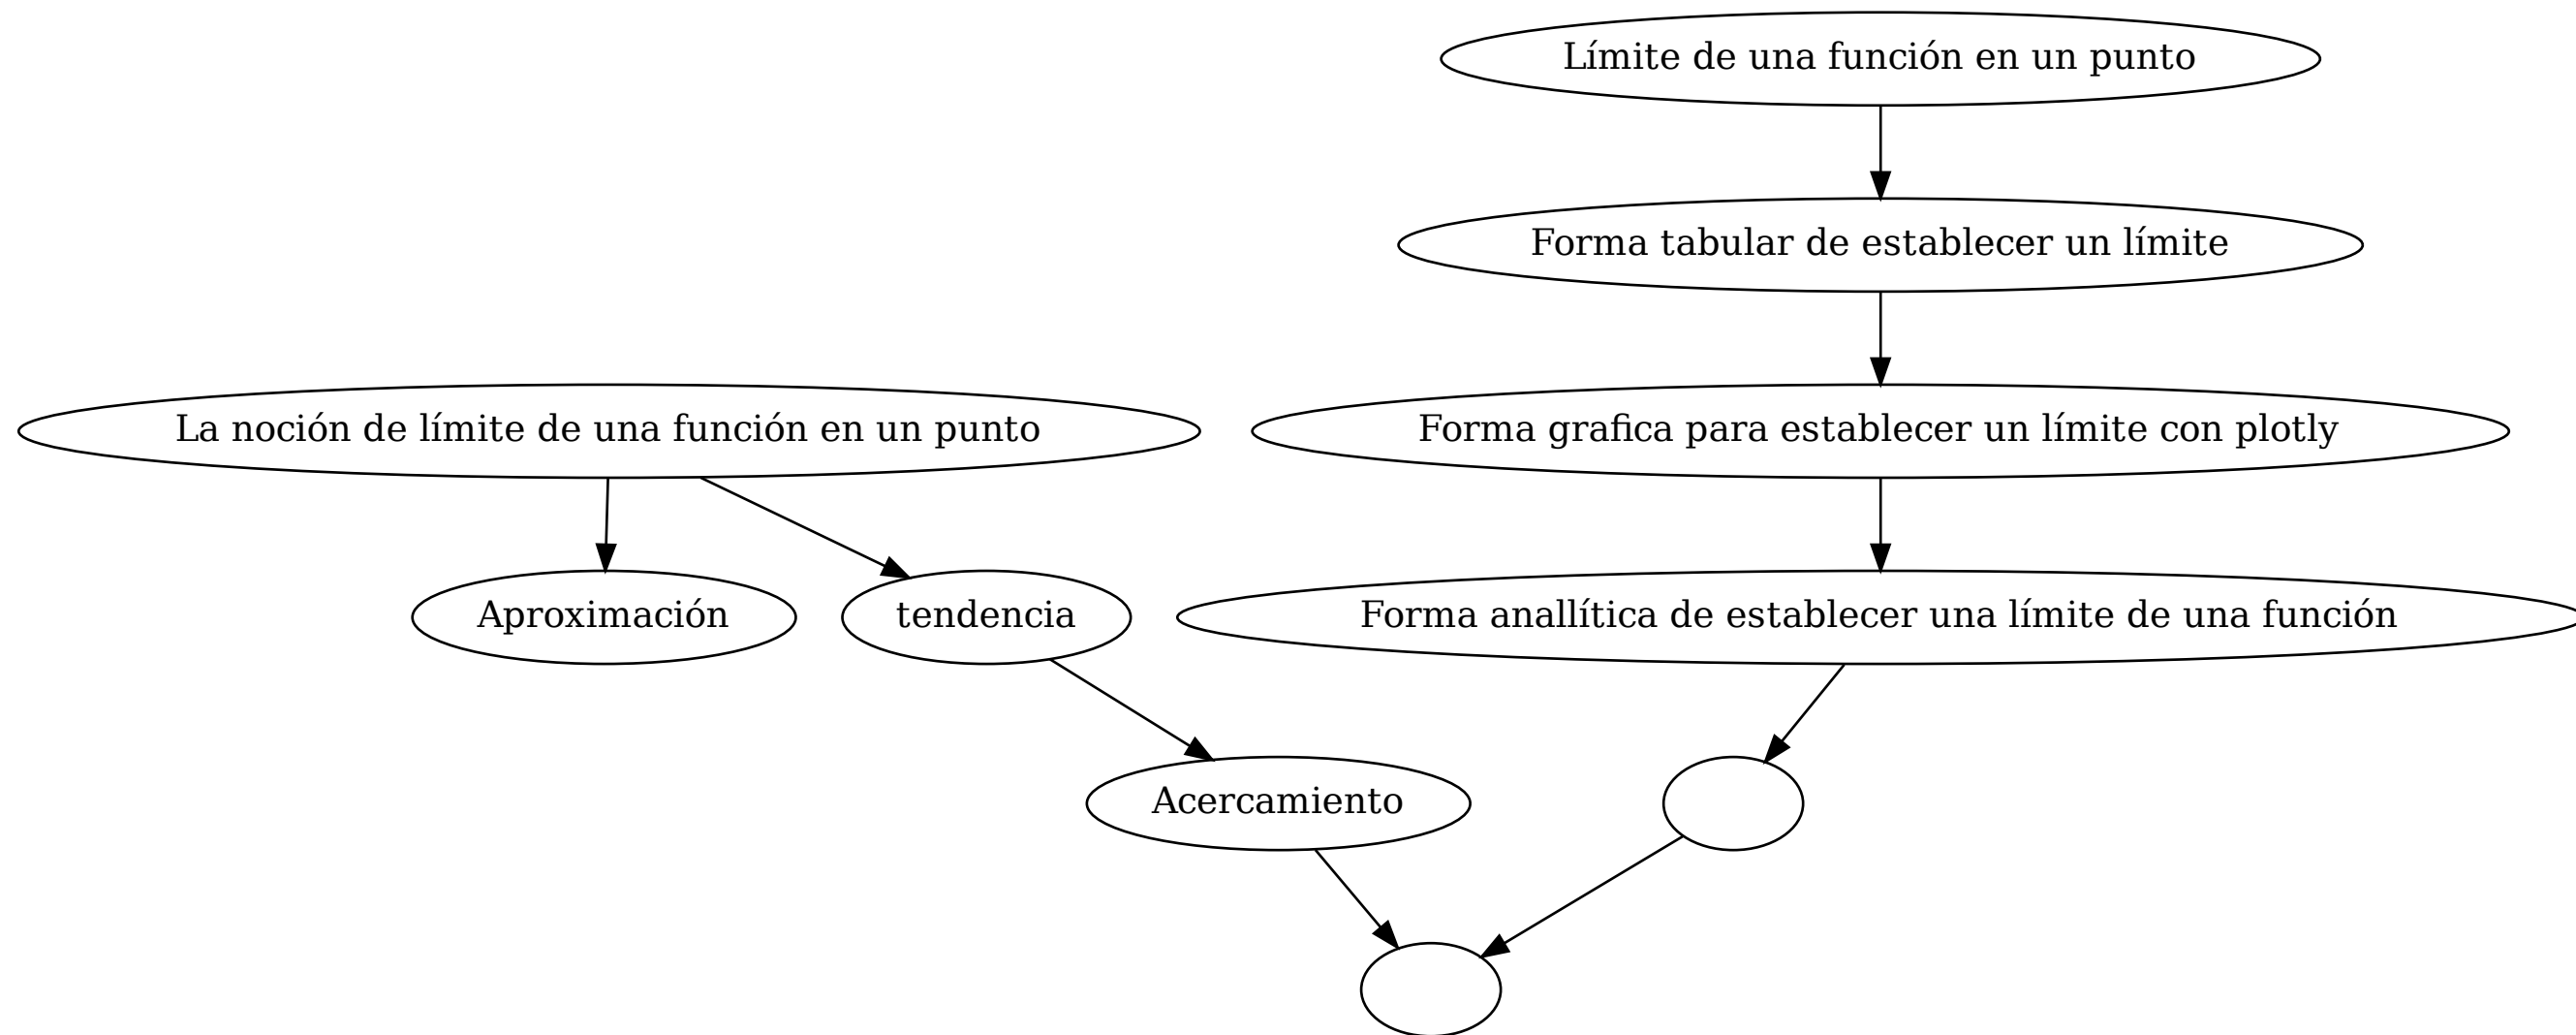 Límite de una función en un punto
Forma tabular de establecer un límite
La noción de límite de una función en un punto
Forma grafica para establecer un límite con plotly
Aproximación
tendencia
Forma anallítica de establecer una límite de una función
Acercamiento